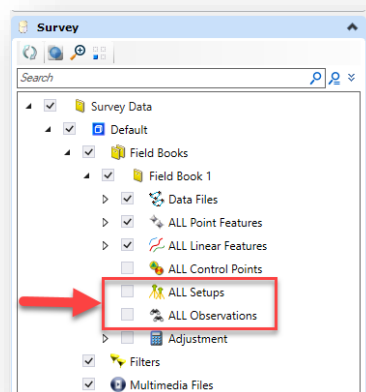 Survey
Search
Survey Data
Default
Field Books
Field Book 1
Data Files
ALL Point Features
ALL Linear Features
ALL Control Points
ALL Setups
ALL Observations
Adjustment
Filters
Multimedia Files